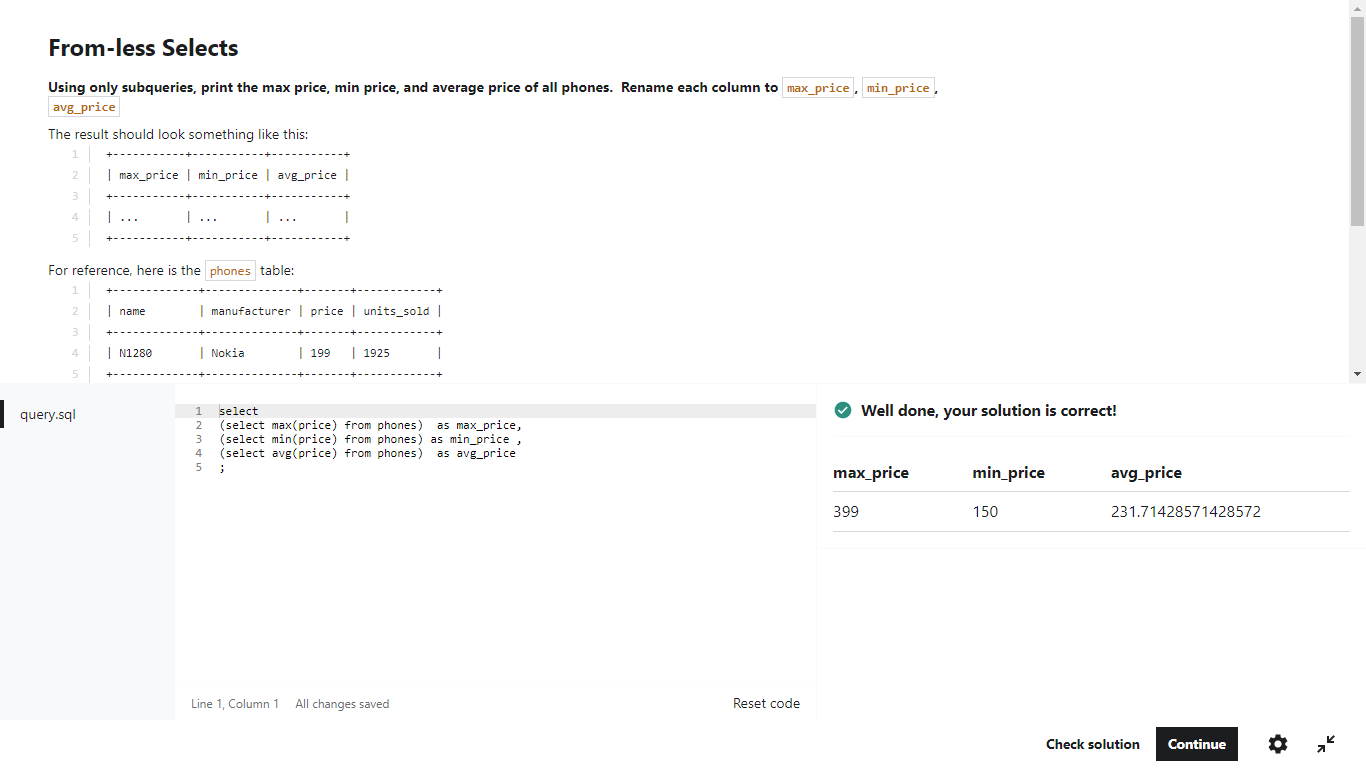 From-less Selects
Using only subqueries, print the max price, min price, and average price of all phones.  Rename each column to max_price, min_price,
avg_price
The result should look something like this:
1 +-----------+-----------+-----------+
2 | max_price | min_price | avg_price |
3 +-----------+-----------+-----------+
4 | ...       | ...       | ...       |
5 +-----------+-----------+-----------+
For reference, here is the phones table:
1 +-------------+--------------+-------+------------+
2 | name        | manufacturer | price | units_sold |
3 +-------------+--------------+-------+------------+
4 | N1280       | Nokia        | 199   | 1925       |
5 +-------------+--------------+-------+------------+
query.sql
1 select
2 (select max(price) from phones)  as max_price,
3 (select min(price) from phones) as min_price ,
4 (select avg(price) from phones)  as avg_price
5 ;
Line 1, Column 1 All changes saved Reset code
Well done, your solution is correct!
max_price min_price avg_price
399 150 231.71428571428572
Check solution Continue